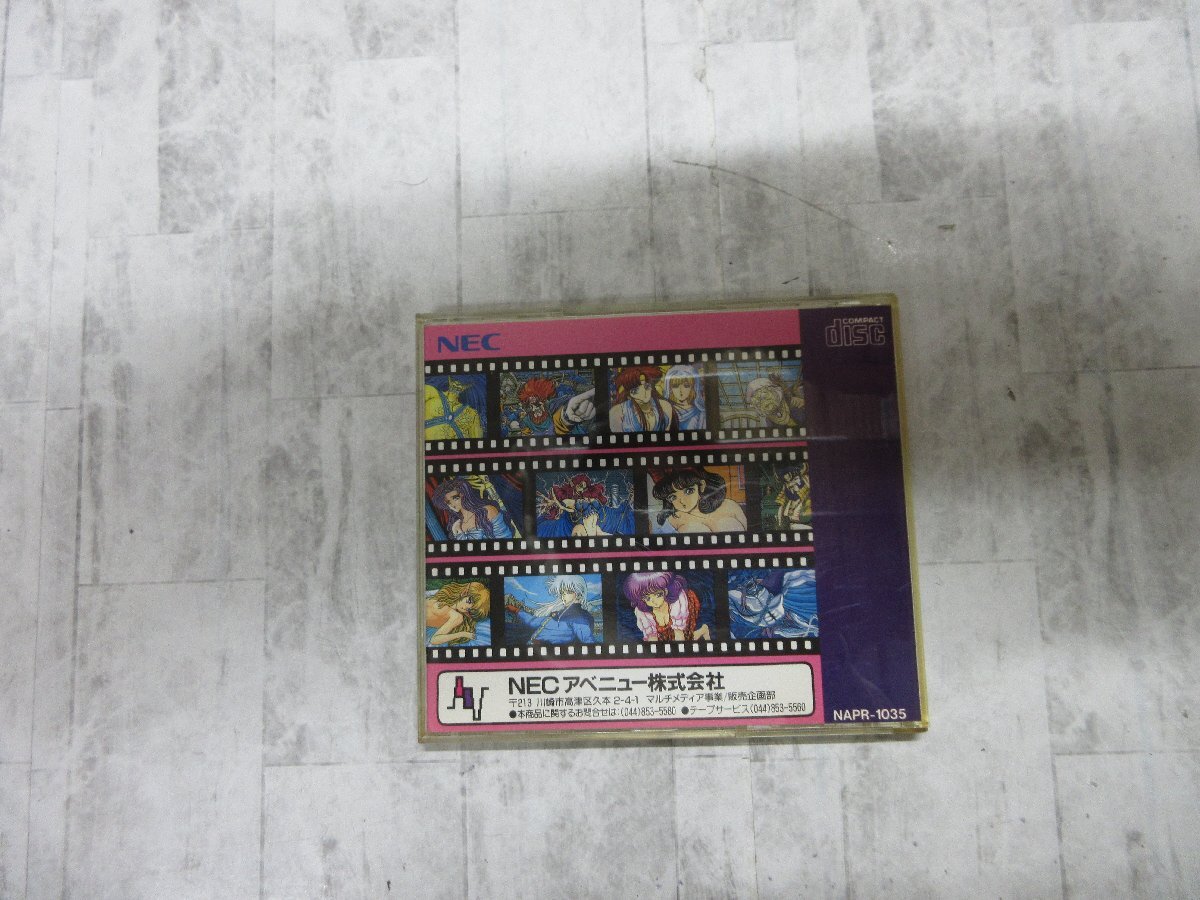 NEC
COMPACT
disc
NECアベニュー株式会社
〒213 川崎市高津区久本2-4-1 マルチメディア事業/販売企画部
●本商品に関するお問合せは:(044)853-5580 ●テープサービス(044)853-5560
NAPR-1035